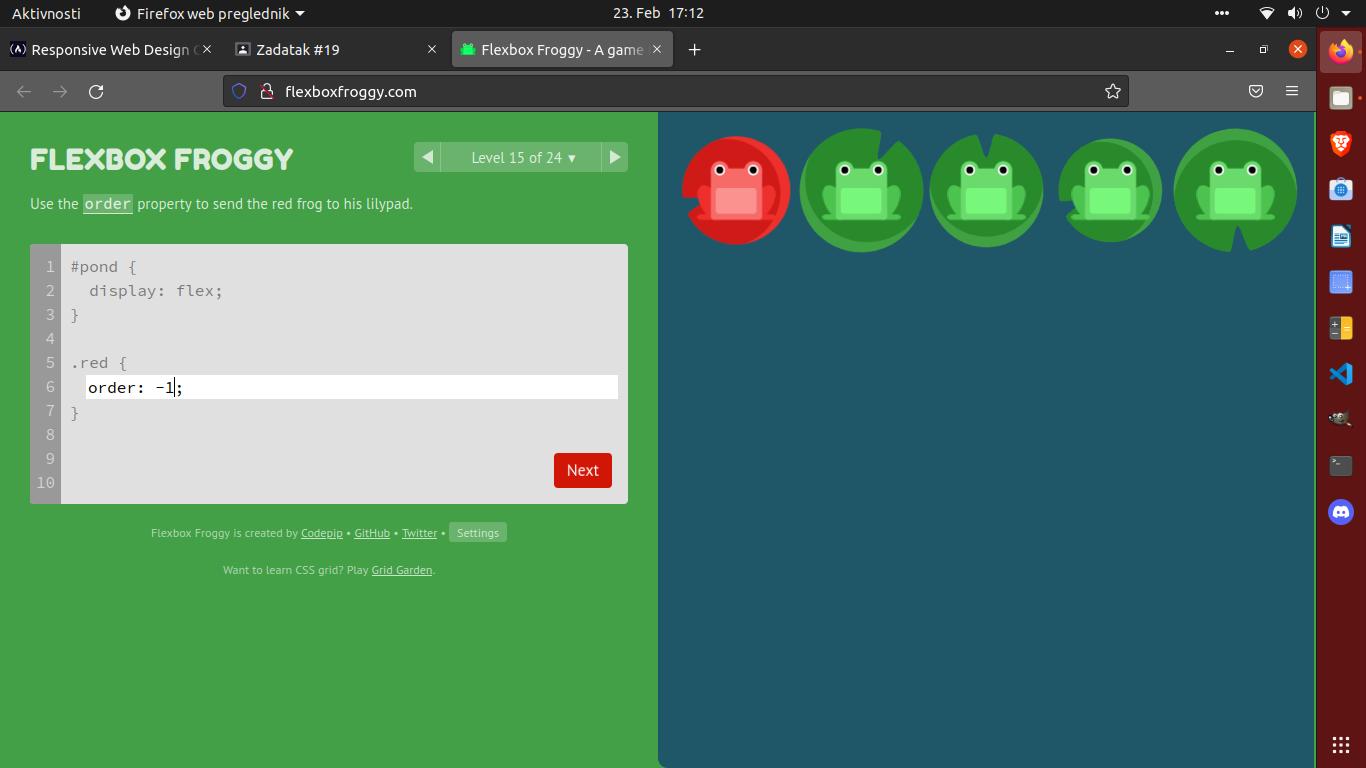 Aktivnosti
Firefox web preglednik
23. Feb 17:12
Responsive Web Design
Zadatak #19
Flexbox Froggy - A game
flexboxfroggy.com
FLEXBOX FROGGY
Level 15 of 24 ▾
Use the order property to send the red frog to his lilypad.
1 #pond {
2 display: flex;
3 }
4
5 .red {
6 order: -1;
7 }
8
9
10
Next
Flexbox Froggy is created by Codepip • GitHub • Twitter • Settings
Want to learn CSS grid? Play Grid Garden.